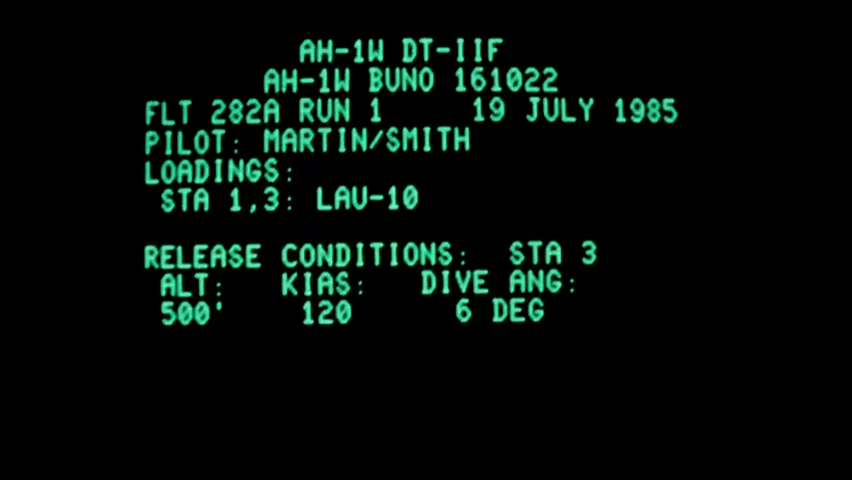 AH-1W DT-IIF
AH-1W BUNO 161022
FLT 282A RUN 1 19 JULY 1985
PILOT: MARTIN/SMITH
LOADINGS:
STA 1,3: LAU-10
RELEASE CONDITIONS: STA 3
ALT: KIAS: DIVE ANG:
500' 120 6 DEG